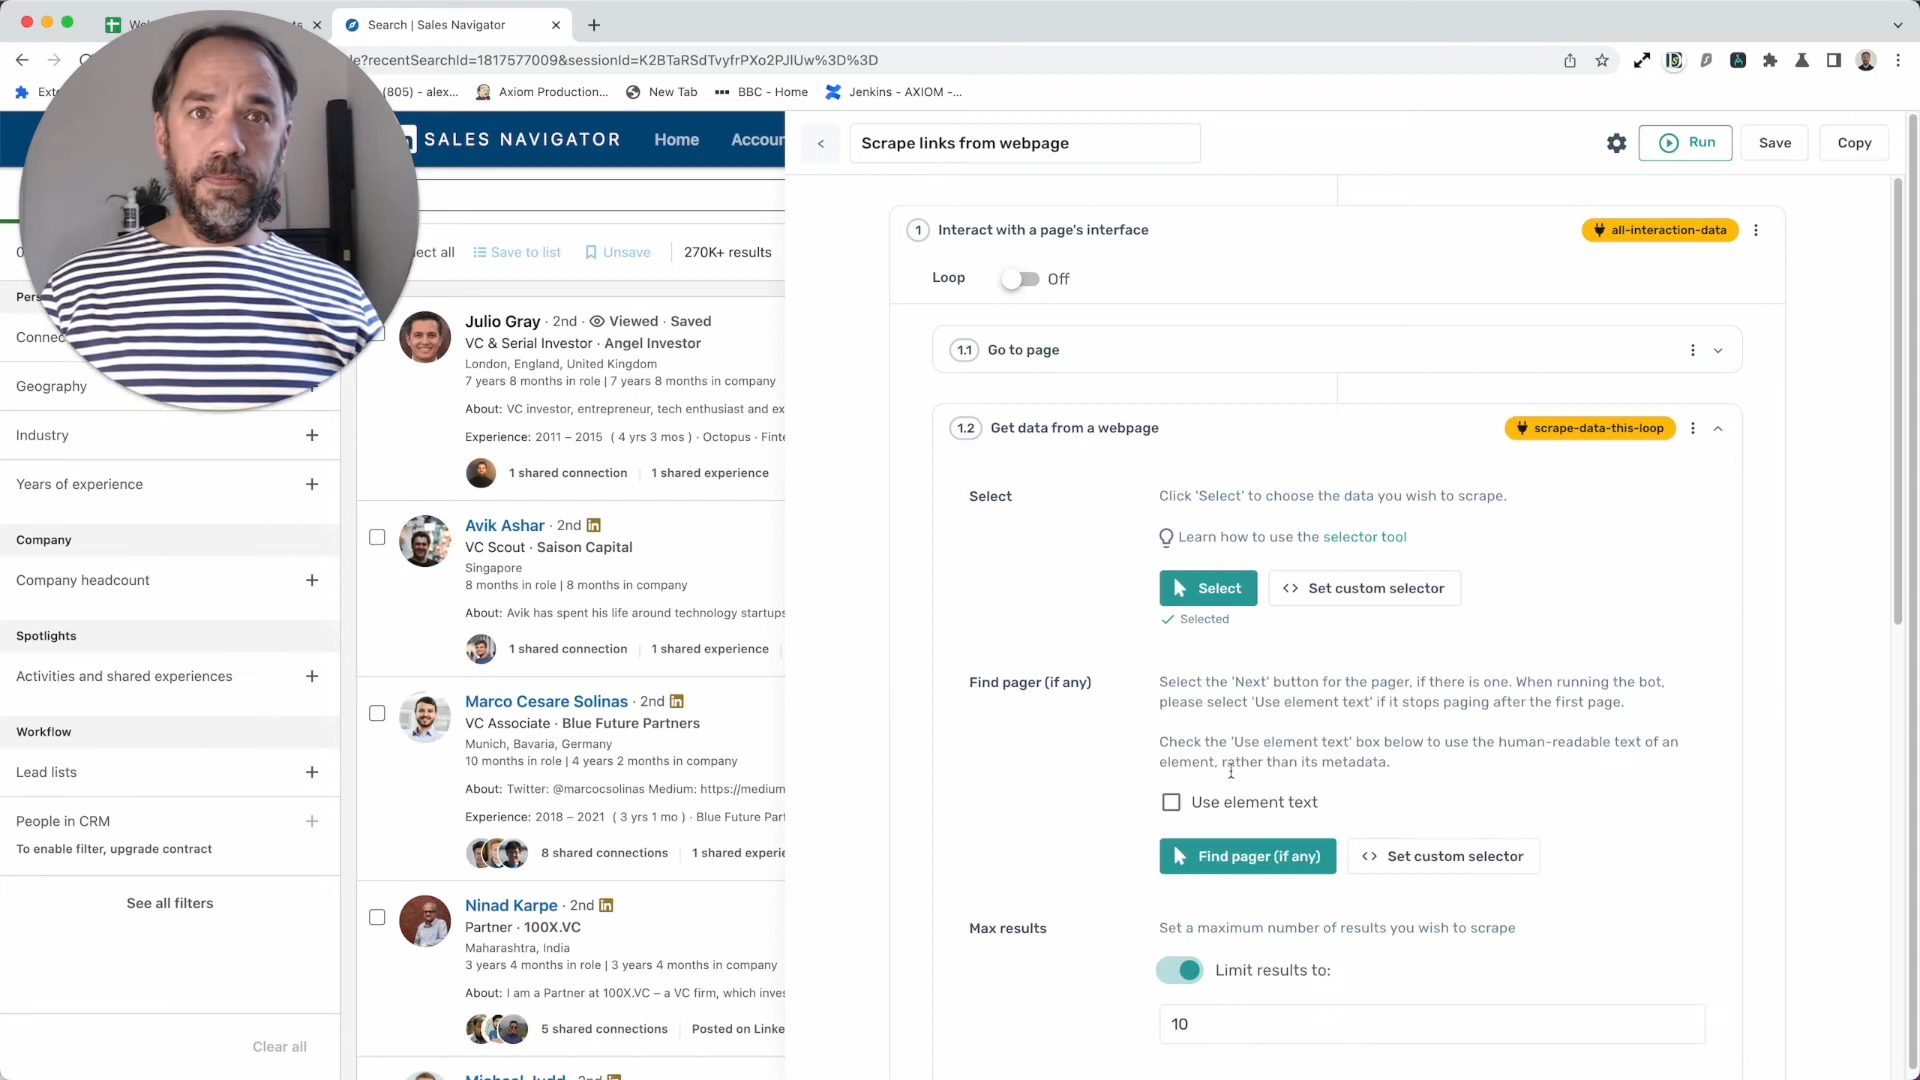 Search | Sales Navigator
le?recentSearchId=1817577009&sessionId=K2BTaRSdTvyfrPXo2PJlUw%3D%3D
(805) - alex...
Axiom Production...
New Tab
BBC - Home
Jenkins - AXIOM -...
SALES NAVIGATOR
Home
Accoun
Scrape links from webpage
Run
Save
Copy
ect all
Save to list
Unsave
270K+ results
Pers
Connec
Geography
Industry
Years of experience
Company
Company headcount
Spotlights
Activities and shared experiences
Workflow
Lead lists
People in CRM
To enable filter, upgrade contract
See all filters
Clear all
Julio Gray · 2nd · Viewed · Saved
VC & Serial Investor · Angel Investor
London, England, United Kingdom
7 years 8 months in role | 7 years 8 months in company
About: VC investor, entrepreneur, tech enthusiast and ex
Experience: 2011 – 2015 ( 4 yrs 3 mos ) · Octopus · Finte
1 shared connection
1 shared experience
Avik Ashar · 2nd
VC Scout · Saison Capital
Singapore
8 months in role | 8 months in company
About: Avik has spent his life around technology startups
1 shared connection
1 shared experience
Marco Cesare Solinas · 2nd
VC Associate · Blue Future Partners
Munich, Bavaria, Germany
10 months in role | 4 years 2 months in company
About: Twitter: @marcocsolinas Medium: https://medium
Experience: 2018 – 2021 ( 3 yrs 1 mo ) · Blue Future Part
8 shared connections
1 shared experie
Ninad Karpe · 2nd
Partner · 100X.VC
Maharashtra, India
3 years 4 months in role | 3 years 4 months in company
About: I am a Partner at 100X.VC – a VC firm, which inves
5 shared connections
Posted on Linke
1
Interact with a page's interface
all-interaction-data
Loop
Off
1.1
Go to page
1.2
Get data from a webpage
scrape-data-this-loop
Select
Click 'Select' to choose the data you wish to scrape.
Learn how to use the selector tool
Select
Set custom selector
Selected
Find pager (if any)
Select the 'Next' button for the pager, if there is one. When running the bot,
please select 'Use element text' if it stops paging after the first page.
Check the 'Use element text' box below to use the human-readable text of an
element, rather than its metadata.
Use element text
Find pager (if any)
Set custom selector
Max results
Set a maximum number of results you wish to scrape
Limit results to:
10